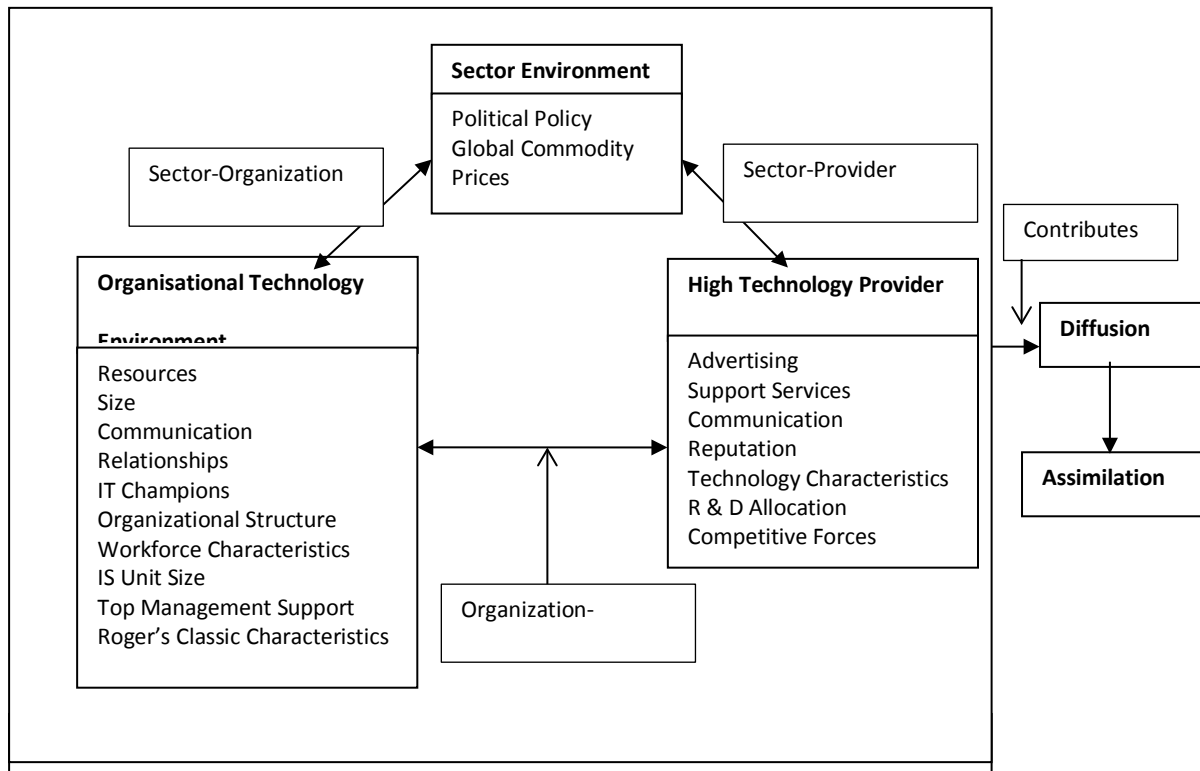 Sector Environment
Political Policy
Global Commodity
Prices
Sector-Organization
Sector-Provider
Contributes
Organisational Technology
Environment
High Technology Provider
Diffusion
Resources
Size
Communication
Relationships
IT Champions
Organizational Structure
Workforce Characteristics
IS Unit Size
Top Management Support
Roger’s Classic Characteristics
Advertising
Support Services
Communication
Reputation
Technology Characteristics
R & D Allocation
Competitive Forces
Assimilation
Organization-